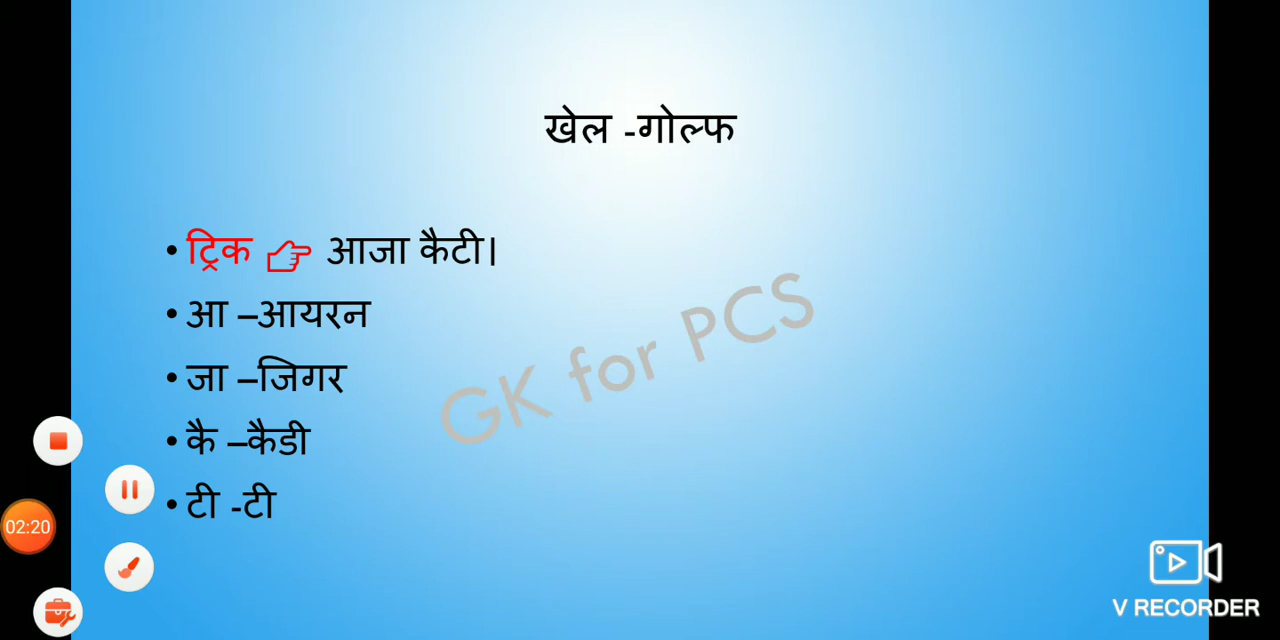 खेल -गोल्फ
• ट्रिक 👉 आजा कैटी।
• आ –आयरन
• जा –जिगर
• कै –कैडी
• टी -टी
GK for PCS
02:20
V RECORDER